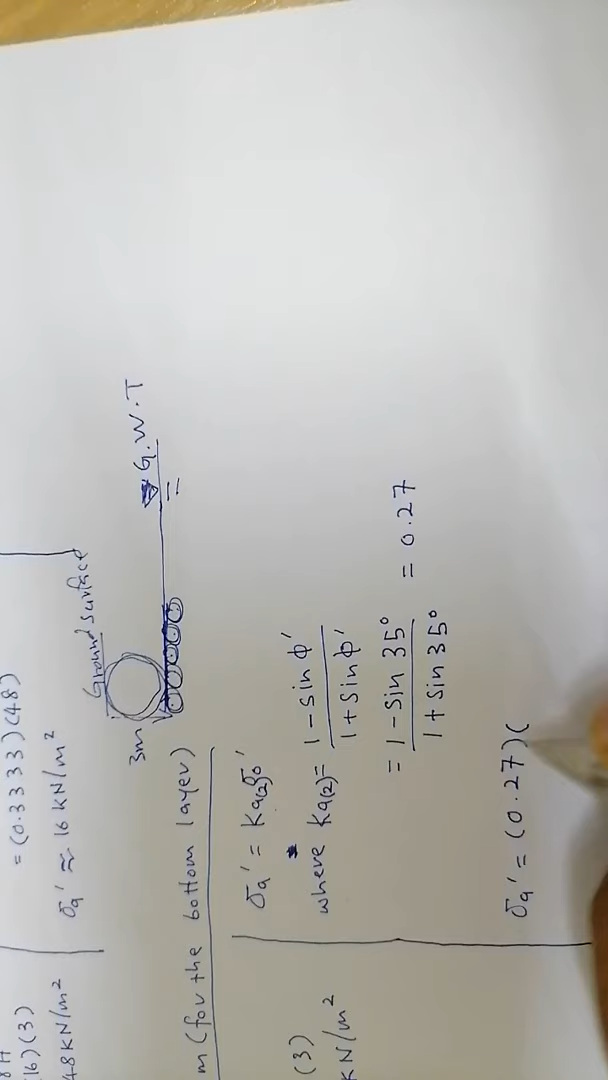 γH
(16)(3)
48 KN/m²
= (0.3333)(48)
σa' ≈ 16 KN/m²
Ground surface
3m
G.W.T
m (for the bottom layer)
(3)
KN/m²
σa' = Ka(2)σo'
where Ka(2) = 1 - sin φ' / 1 + sin φ'
= 1 - sin 35° / 1 + sin 35° = 0.27
σa' = (0.27)(